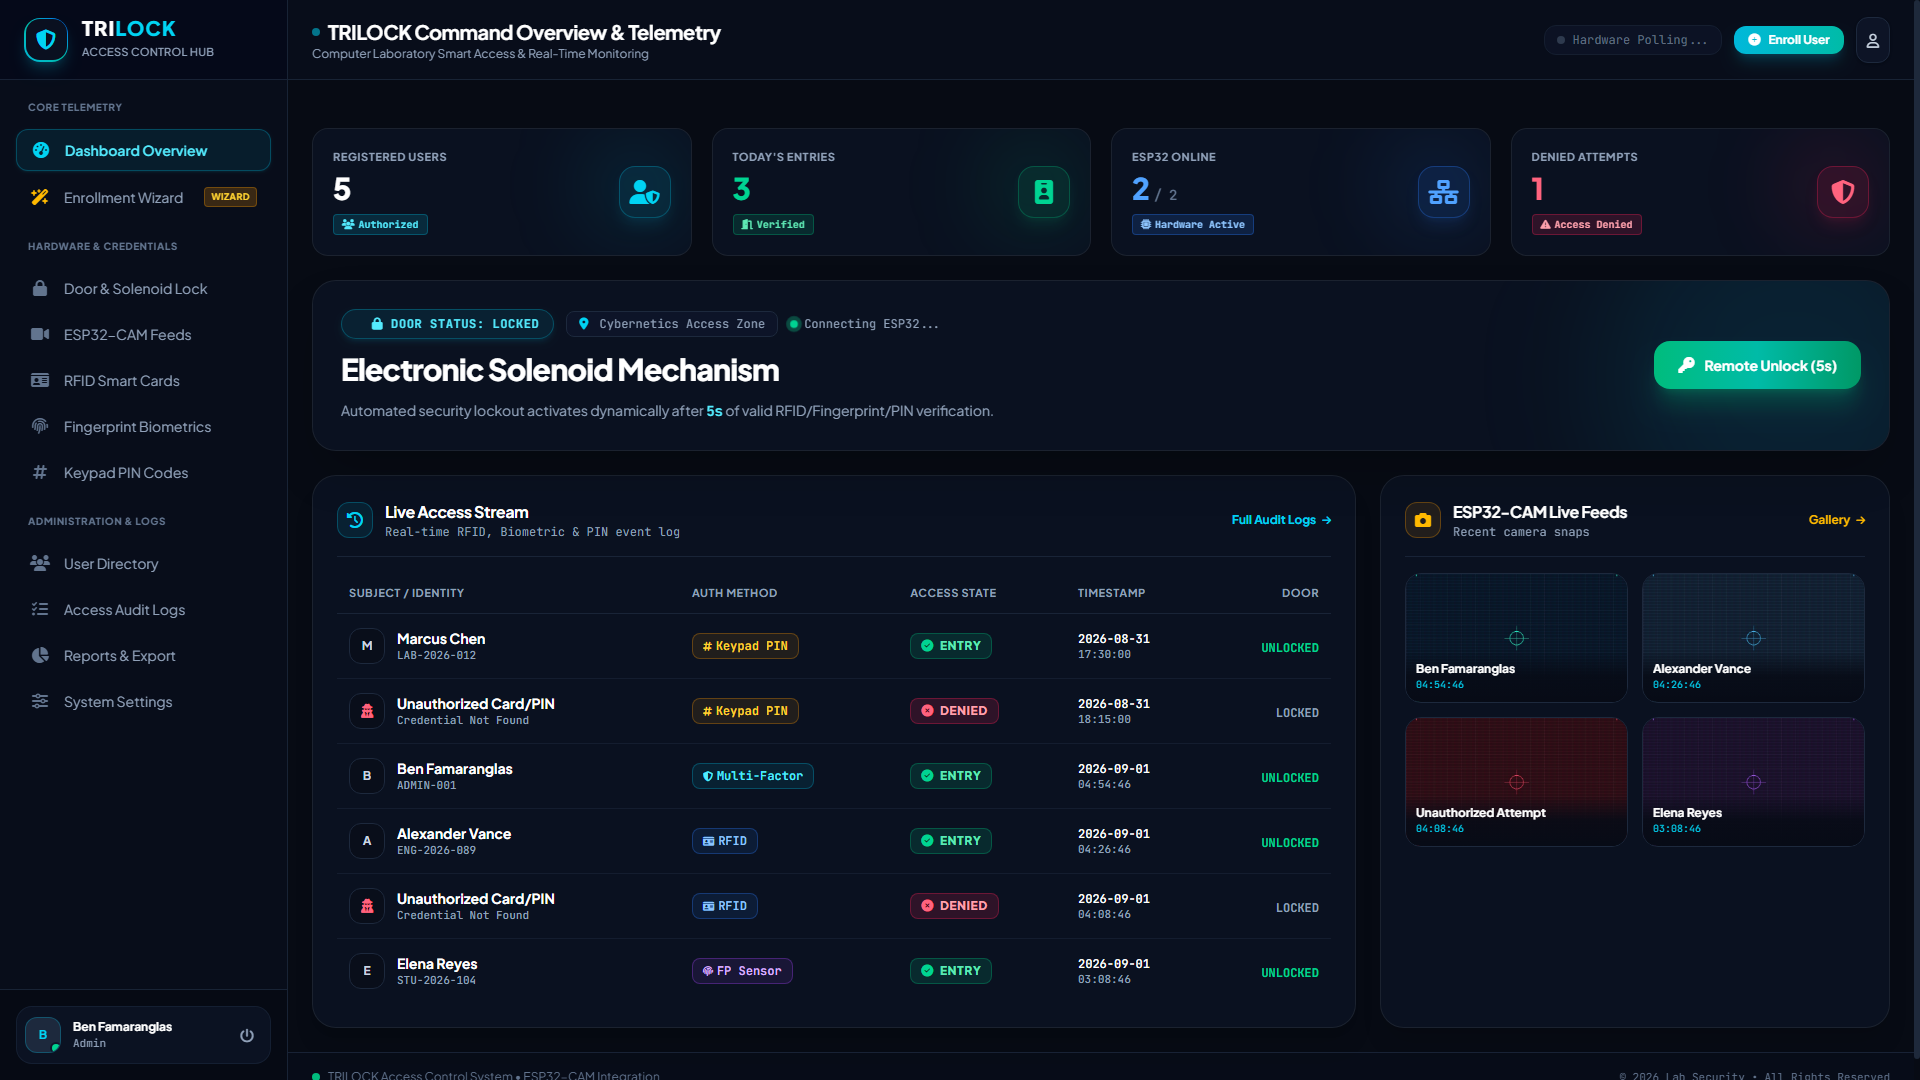 TRILOCK
ACCESS CONTROL HUB
CORE TELEMETRY
Dashboard Overview
Enrollment Wizard
WIZARD
HARDWARE & CREDENTIALS
Door & Solenoid Lock
ESP32-CAM Feeds
RFID Smart Cards
Fingerprint Biometrics
Keypad PIN Codes
ADMINISTRATION & LOGS
User Directory
Access Audit Logs
Reports & Export
System Settings
B
Ben Famaranglas
Admin
TRILOCK Command Overview & Telemetry
Computer Laboratory Smart Access & Real-Time Monitoring
Hardware Polling...
Enroll User
REGISTERED USERS
5
Authorized
TODAY'S ENTRIES
3
Verified
ESP32 ONLINE
2 / 2
Hardware Active
DENIED ATTEMPTS
1
Access Denied
DOOR STATUS: LOCKED
Cybernetics Access Zone
Connecting ESP32...
Electronic Solenoid Mechanism
Automated security lockout activates dynamically after 5s of valid RFID/Fingerprint/PIN verification.
Remote Unlock (5s)
Live Access Stream
Real-time RFID, Biometric & PIN event log
Full Audit Logs →
SUBJECT / IDENTITY AUTH METHOD ACCESS STATE TIMESTAMP DOOR
M Marcus Chen # Keypad PIN ENTRY 2026-08-31 UNLOCKED
LAB-2026-012 17:30:00
Unauthorized Card/PIN # Keypad PIN DENIED 2026-08-31 LOCKED
Credential Not Found 18:15:00
B Ben Famaranglas Multi-Factor ENTRY 2026-09-01 UNLOCKED
ADMIN-001 04:54:46
A Alexander Vance RFID ENTRY 2026-09-01 UNLOCKED
ENG-2026-089 04:26:46
Unauthorized Card/PIN RFID DENIED 2026-09-01 LOCKED
Credential Not Found 04:08:46
E Elena Reyes FP Sensor ENTRY 2026-09-01 UNLOCKED
STU-2026-104 03:08:46
ESP32-CAM Live Feeds
Recent camera snaps
Gallery →
Ben Famaranglas
04:54:46
Alexander Vance
04:26:46
Unauthorized Attempt
04:08:46
Elena Reyes
03:08:46
TRILOCK Access Control System • ESP32-CAM Integration
© 2026 Lab Security • All Rights Reserved